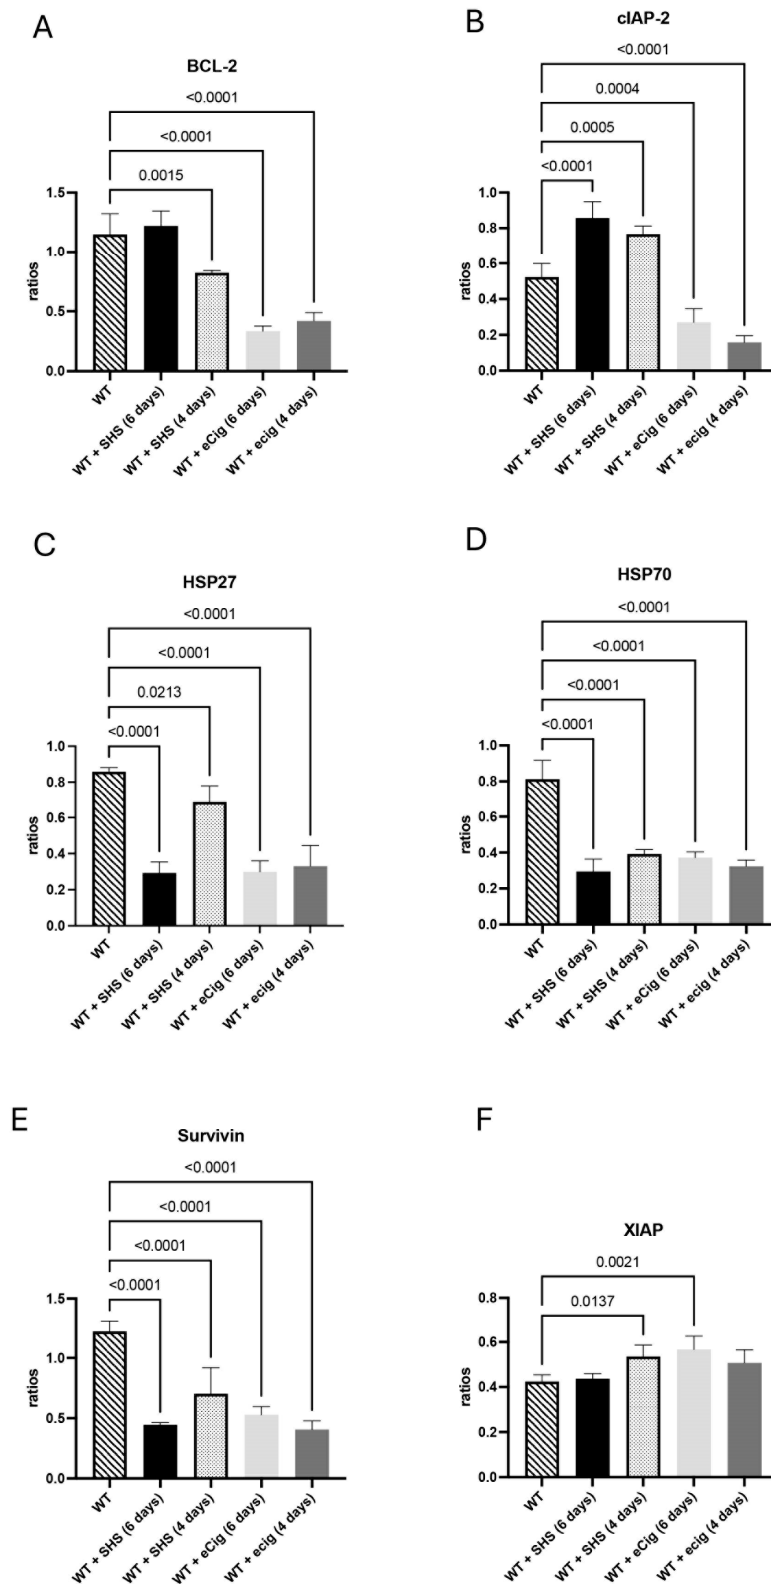 A
BCL-2
<0.0001
<0.0001
0.0015
1.5
1.0
0.5
0.0
ratios
WT
WT + SHS (6 days)
WT + SHS (4 days)
WT + eCig (6 days)
WT + ecig (4 days)
B
cIAP-2
<0.0001
0.0004
0.0005
<0.0001
1.0
0.8
0.6
0.4
0.2
0.0
ratios
WT
WT + SHS (6 days)
WT + SHS (4 days)
WT + eCig (6 days)
WT + ecig (4 days)
C
HSP27
<0.0001
<0.0001
0.0213
<0.0001
1.0
0.8
0.6
0.4
0.2
0.0
ratios
WT
WT + SHS (6 days)
WT + SHS (4 days)
WT + eCig (6 days)
WT + ecig (4 days)
D
HSP70
<0.0001
<0.0001
<0.0001
<0.0001
1.0
0.8
0.6
0.4
0.2
0.0
ratios
WT
WT + SHS (6 days)
WT + SHS (4 days)
WT + eCig (6 days)
WT + ecig (4 days)
E
Survivin
<0.0001
<0.0001
<0.0001
<0.0001
1.5
1.0
0.5
0.0
ratios
WT
WT + SHS (6 days)
WT + SHS (4 days)
WT + eCig (6 days)
WT + ecig (4 days)
F
XIAP
0.0021
0.0137
0.8
0.6
0.4
0.2
0.0
ratios
WT
WT + SHS (6 days)
WT + SHS (4 days)
WT + eCig (6 days)
WT + ecig (4 days)